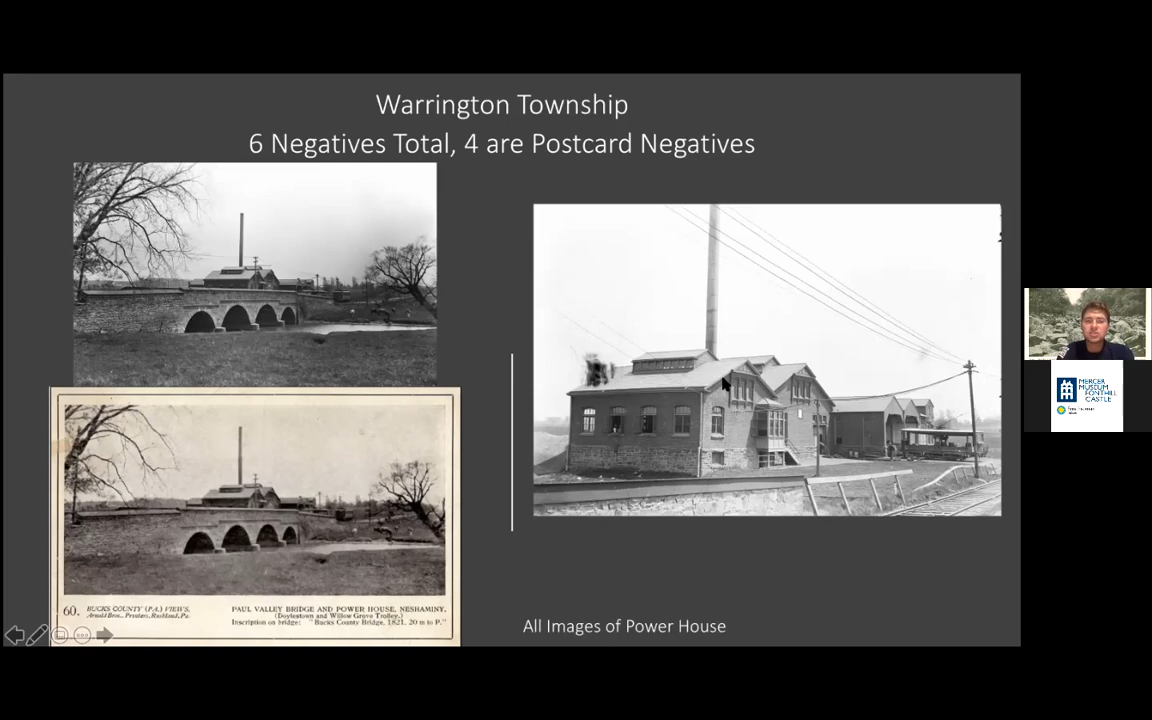 Warrington Township
6 Negatives Total, 4 are Postcard Negatives
60. BUCKS COUNTY (PA.) VIEWS.
Arnold Bros., Printers, Rushland, Pa.
PAUL VALLEY BRIDGE AND POWER HOUSE, NESHAMINY.
(Doylestown and Willow Grove Trolley.)
Inscription on bridge: "Bucks County Bridge, 1821, 20 m to P."
All Images of Power House
MERCER
MUSEUM
FONTHILL
CASTLE